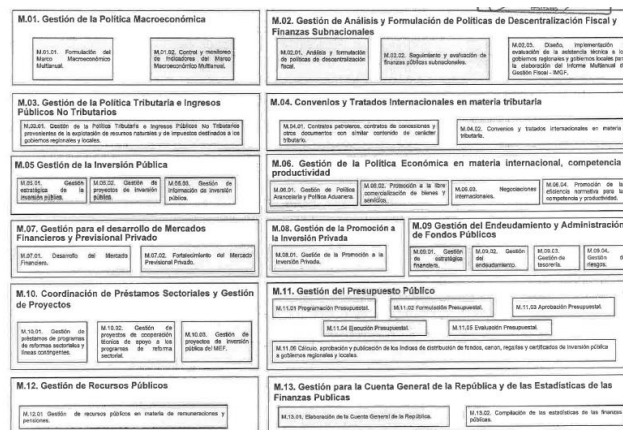 M.01. Gestión de la Política Macroeconómica
M.01.01. Formulación del
Marco Macroeconómico
Multianual.
M.01.02. Control y monitoreo
de indicadores del Marco
Macroeconómico Multianual.
M.02. Gestión de Análisis y Formulación de Políticas de Descentralización Fiscal y
Finanzas Subnacionales
M.02.01. Análisis y formulación
de políticas de descentralización
fiscal.
M.02.02. Seguimiento y evaluación de
finanzas públicas subnacionales.
M.02.03. Diseño, implementación
evaluación de la asistencia técnica a los
gobiernos regionales y gobiernos locales para
la elaboración del Informe Multianual de
Gestión Fiscal - IMGF.
M.03. Gestión de la Política Tributaria e Ingresos
Públicos No Tributarios
M.03.01. Gestión de la Política Tributaria e Ingresos Públicos No Tributarios
provenientes de la explotación de recursos naturales y de impuestos destinados a los
gobiernos regionales y locales.
M.04. Convenios y Tratados Internacionales en materia tributaria
M.04.01. Contratos petroleros, contratos de concesiones y
otros documentos con similar contenido de carácter
tributario.
M.04.02. Convenios y tratados internacionales en materia
tributaria.
M.05 Gestión de la Inversión Pública
M.05.01. Gestión
estratégica de la
inversión pública.
M.05.02. Gestión de
proyectos de inversión
pública.
M.05.03. Gestión de
información de inversión
pública.
M.06. Gestión de la Política Económica en materia internacional, competencia
productividad
M.06.01. Gestión de Política
Arancelaria y Política Aduanera.
M.06.02. Promoción a la libre
comercialización de bienes y
servicios.
M.06.03. Negociaciones
internacionales.
M.06.04. Promoción de la
eficiencia normativa para la
competencia y productividad.
M.07. Gestión para el desarrollo de Mercados
Financieros y Previsional Privado
M.07.01. Desarrollo del Mercado
Financiero.
M.07.02. Fortalecimiento del Mercado
Previsional Privado.
M.08. Gestión de la Promoción a
la Inversión Privada
M.08.01. Gestión de la Promoción a la
Inversión Privada.
M.09 Gestión del Endeudamiento y Administración
de Fondos Públicos
M.09.01. Gestión
de estratégica
financiera.
M.09.02. Gestión
del
endeudamiento.
M.09.03.
Gestión de
tesorería.
M.09.04.
Gestión de
riesgos.
M.10. Coordinación de Préstamos Sectoriales y Gestión
de Proyectos
M.10.01. Gestión de
préstamos de programas
de reformas sectoriales y
líneas contingentes.
M.10.02. Gestión de
proyectos de cooperación
técnica de apoyo a los
programas de reforma
sectorial.
M.10.03. Gestión de
proyectos de inversión
pública del MEF.
M.11. Gestión del Presupuesto Público
M.11.01 Programación Presupuestal.
M.11.02 Formulación Presupuestal.
M.11.03 Aprobación Presupuestal.
M.11.04 Ejecución Presupuestal.
M.11.05 Evaluación Presupuestal.
M.11.06 Cálculo, aprobación y publicación de los índices de distribución de fondos, canon, regalías y certificados de inversión pública
a gobiernos regionales y locales.
M.12. Gestión de Recursos Públicos
M.12.01 Gestión de recursos públicos en materia de remuneraciones y
pensiones.
M.13. Gestión para la Cuenta General de la República y de las Estadísticas de las
Finanzas Publicas
M.13.01. Elaboración de la Cuenta General de la República.
M.13.02. Compilación de las estadísticas de las finanzas
públicas.